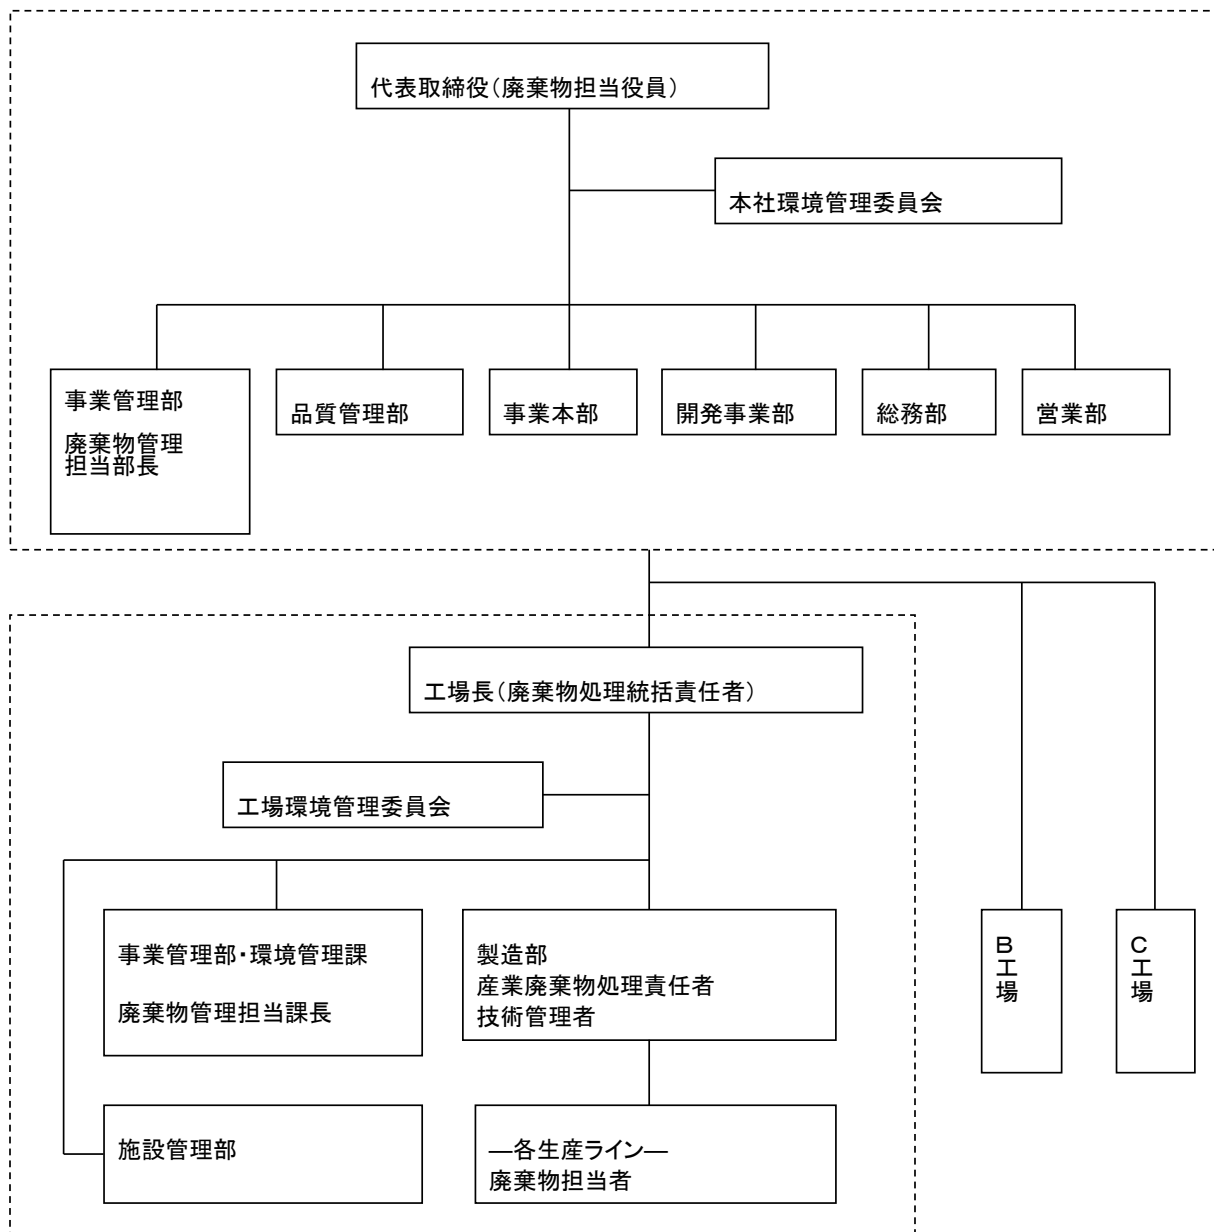 代表取締役（廃棄物担当役員）
本社環境管理委員会
事業管理部
廃棄物管理
担当部長
品質管理部
事業本部
開発事業部
総務部
営業部
工場長（廃棄物処理統括責任者）
工場環境管理委員会
事業管理部・環境管理課
廃棄物管理担当課長
製造部
産業廃棄物処理責任者
技術管理者
B工場
C工場
施設管理部
―各生産ライン―
廃棄物担当者